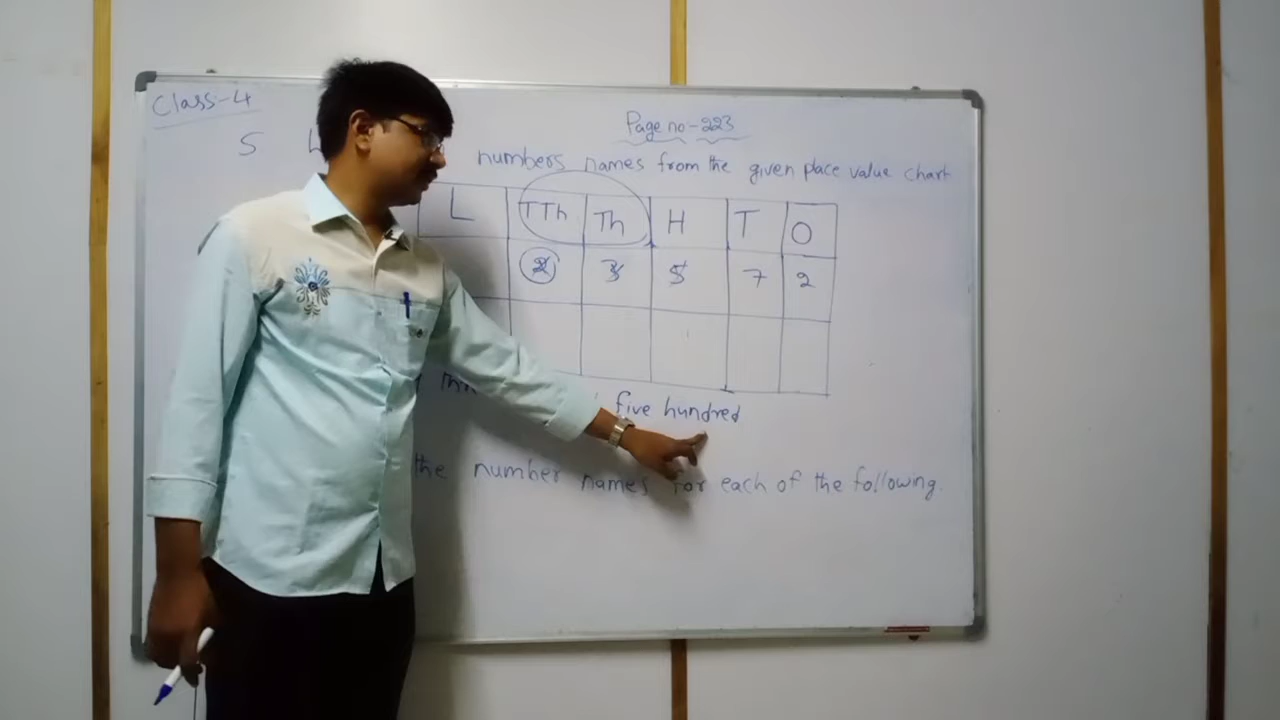 Class-4
Page no-223
S L numbers names from the given place value chart
L TTh Th H T O
2 3 5 7 2
five hundred
the number names for each of the following.